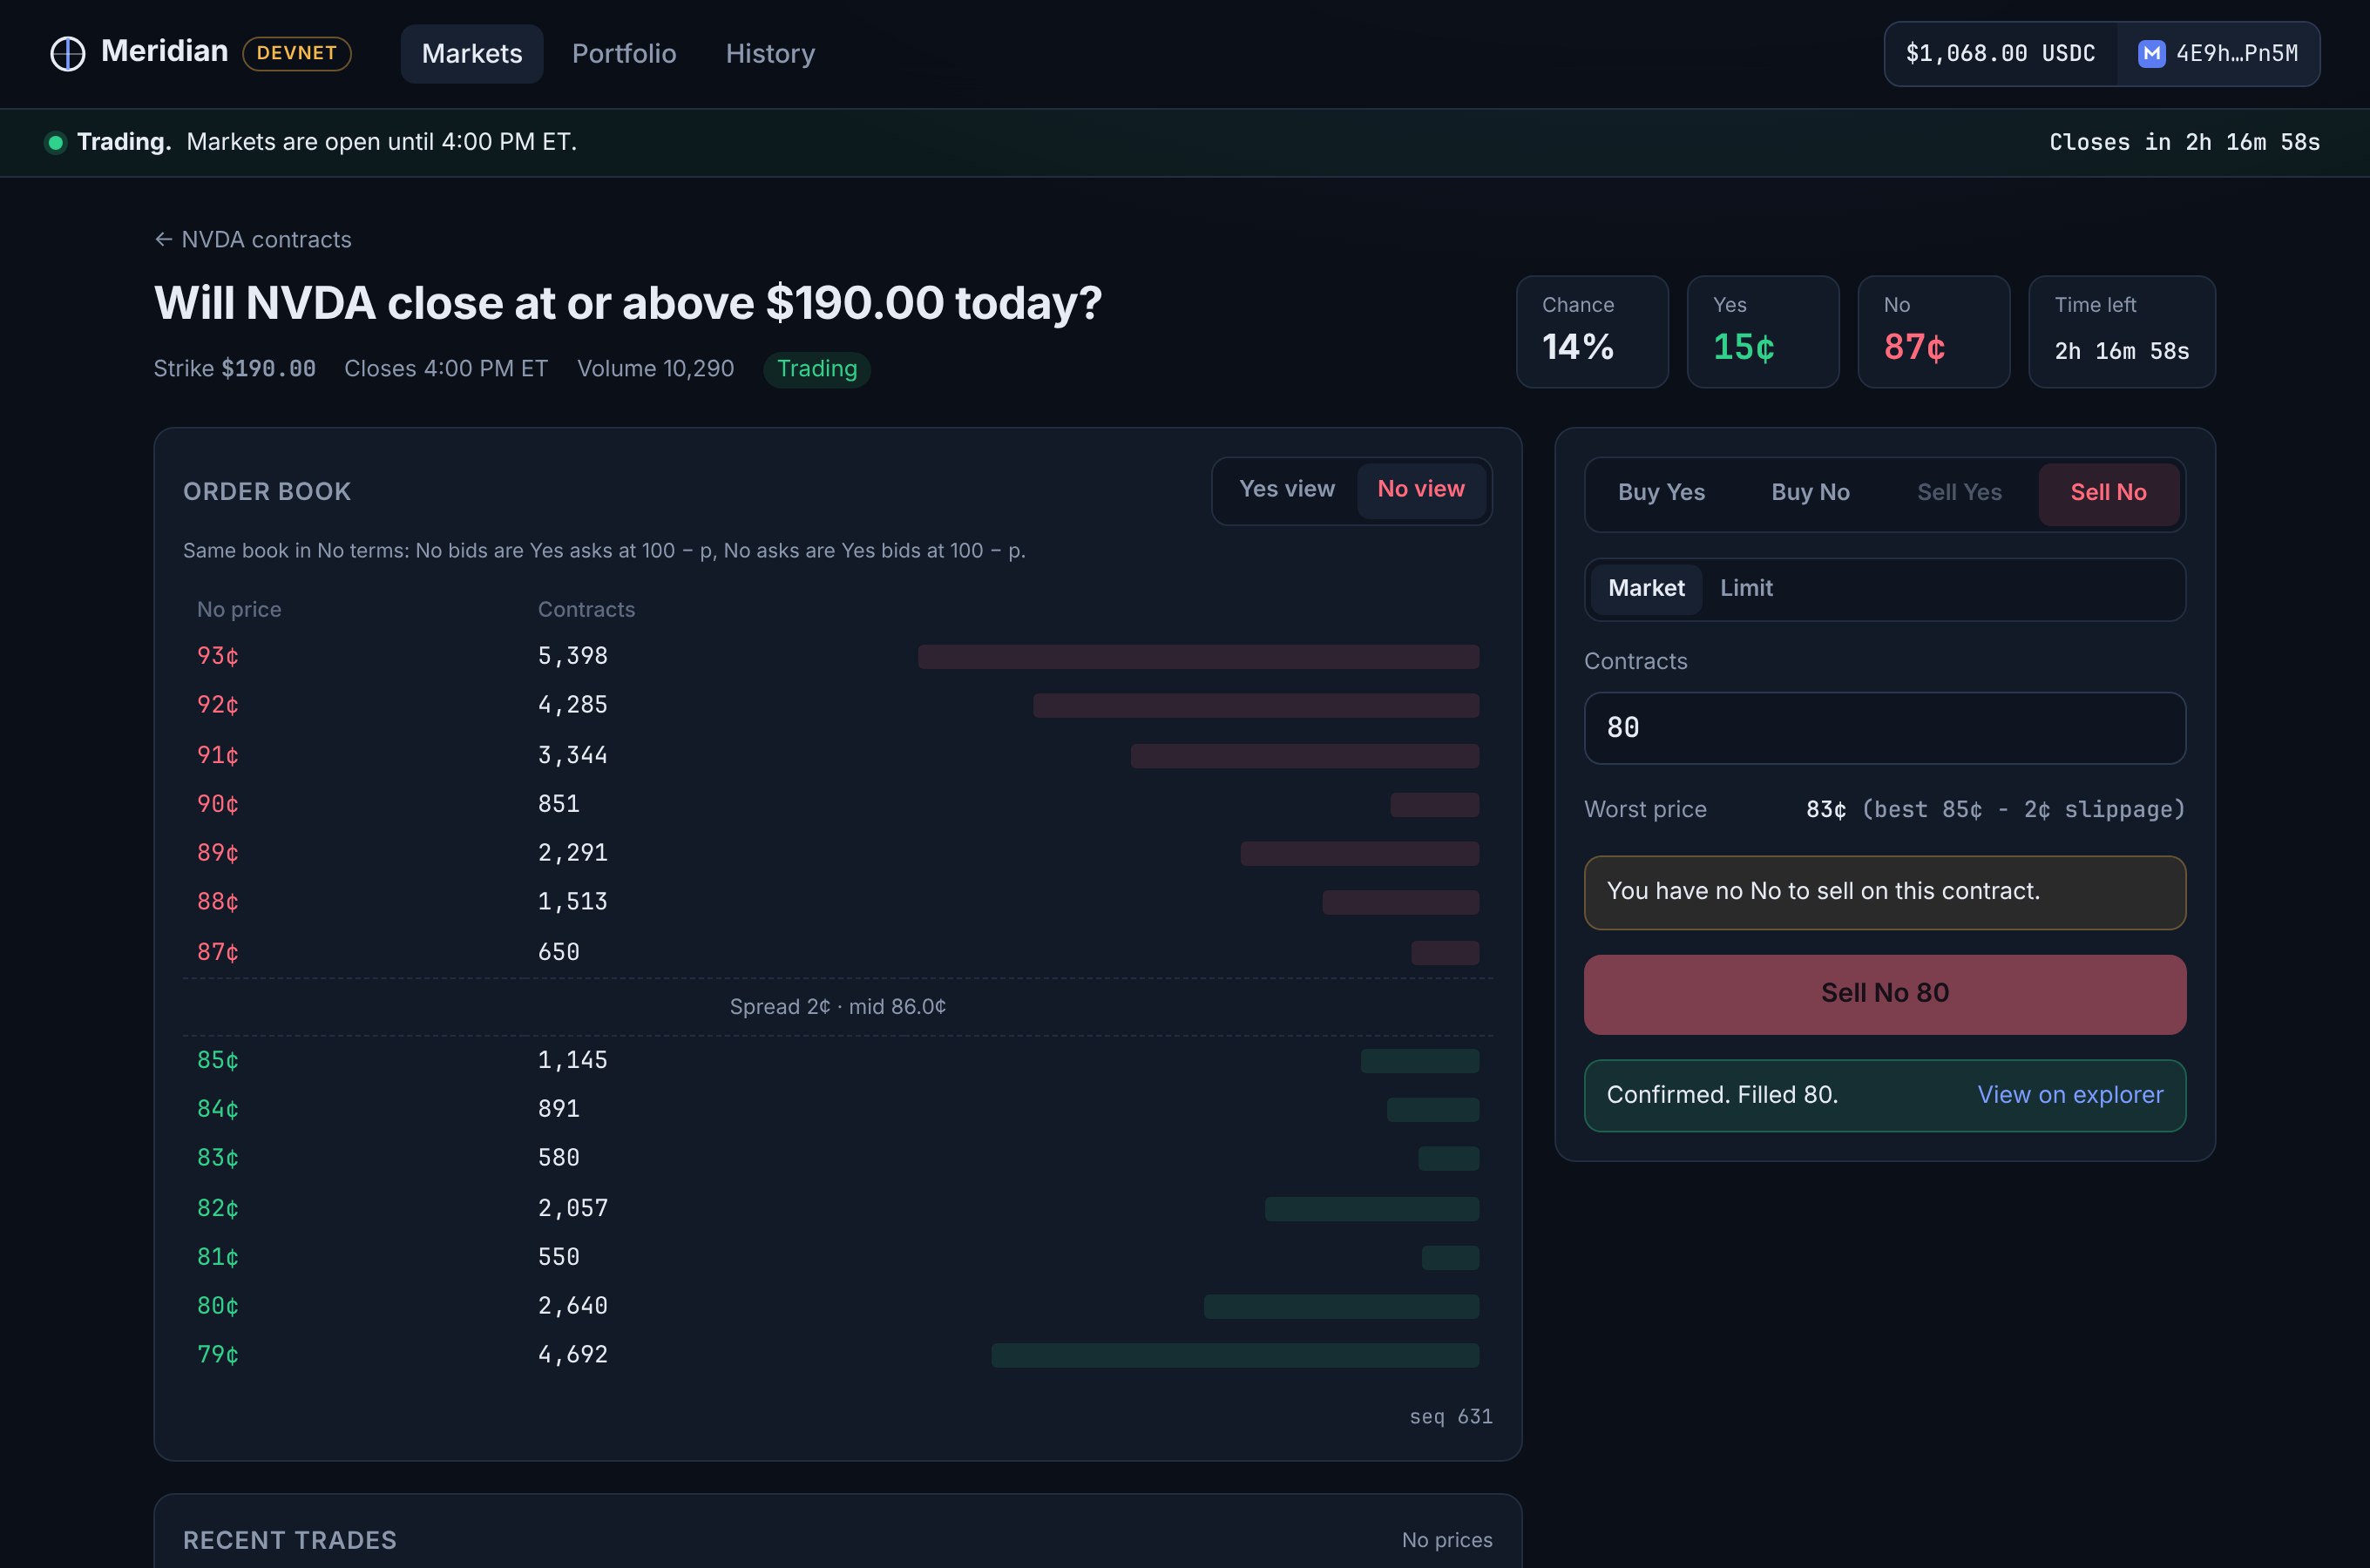 Meridian DEVNET Markets Portfolio History $1,068.00 USDC 4E9h…Pn5M
Trading. Markets are open until 4:00 PM ET. Closes in 2h 16m 58s
← NVDA contracts
Will NVDA close at or above $190.00 today?
Strike $190.00 Closes 4:00 PM ET Volume 10,290 Trading
Chance
14%
Yes
15¢
No
87¢
Time left
2h 16m 58s
ORDER BOOK Yes view No view
Same book in No terms: No bids are Yes asks at 100 − p, No asks are Yes bids at 100 − p.
No price Contracts
93¢ 5,398
92¢ 4,285
91¢ 3,344
90¢ 851
89¢ 2,291
88¢ 1,513
87¢ 650
Spread 2¢ · mid 86.0¢
85¢ 1,145
84¢ 891
83¢ 580
82¢ 2,057
81¢ 550
80¢ 2,640
79¢ 4,692
seq 631
Buy Yes Buy No Sell Yes Sell No
Market Limit
Contracts
80
Worst price 83¢ (best 85¢ - 2¢ slippage)
You have no No to sell on this contract.
Sell No 80
Confirmed. Filled 80. View on explorer
RECENT TRADES No prices